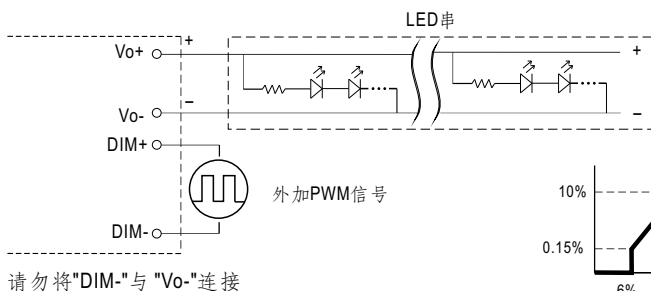 LED串
Vo+
+
+
−
Vo-
−
DIM+
外加PWM信号
10%
DIM-
0.15%
请勿将"DIM-"与 "Vo-"连接
6%